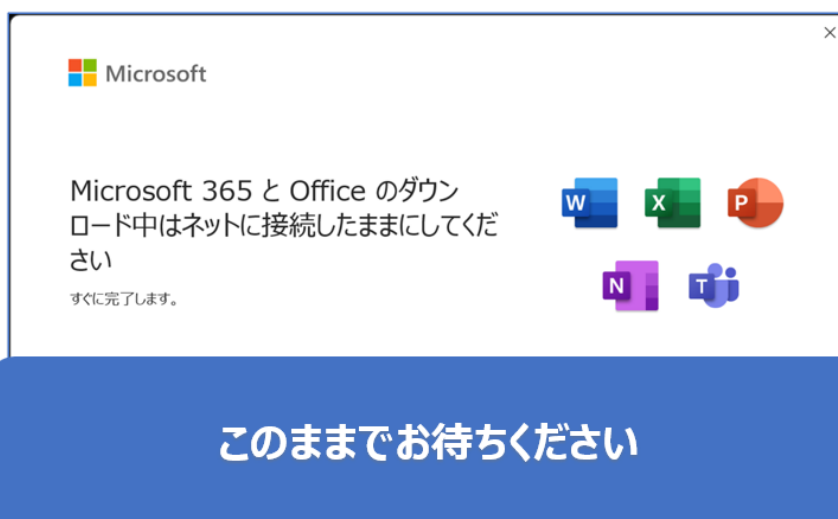 Microsoft
Microsoft 365 と Office のダウン
ロード中はネットに接続したままにしてくだ
さい
すぐに完了します。
W
X
P
N
T
このままでお待ちください